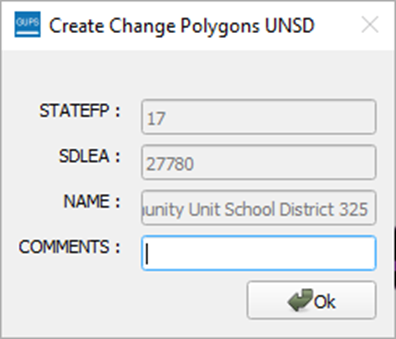 GUPS Create Change Polygons UNSD
STATEFP : 17
SDLEA : 27780
NAME : unity Unit School District 325
COMMENTS :
Ok